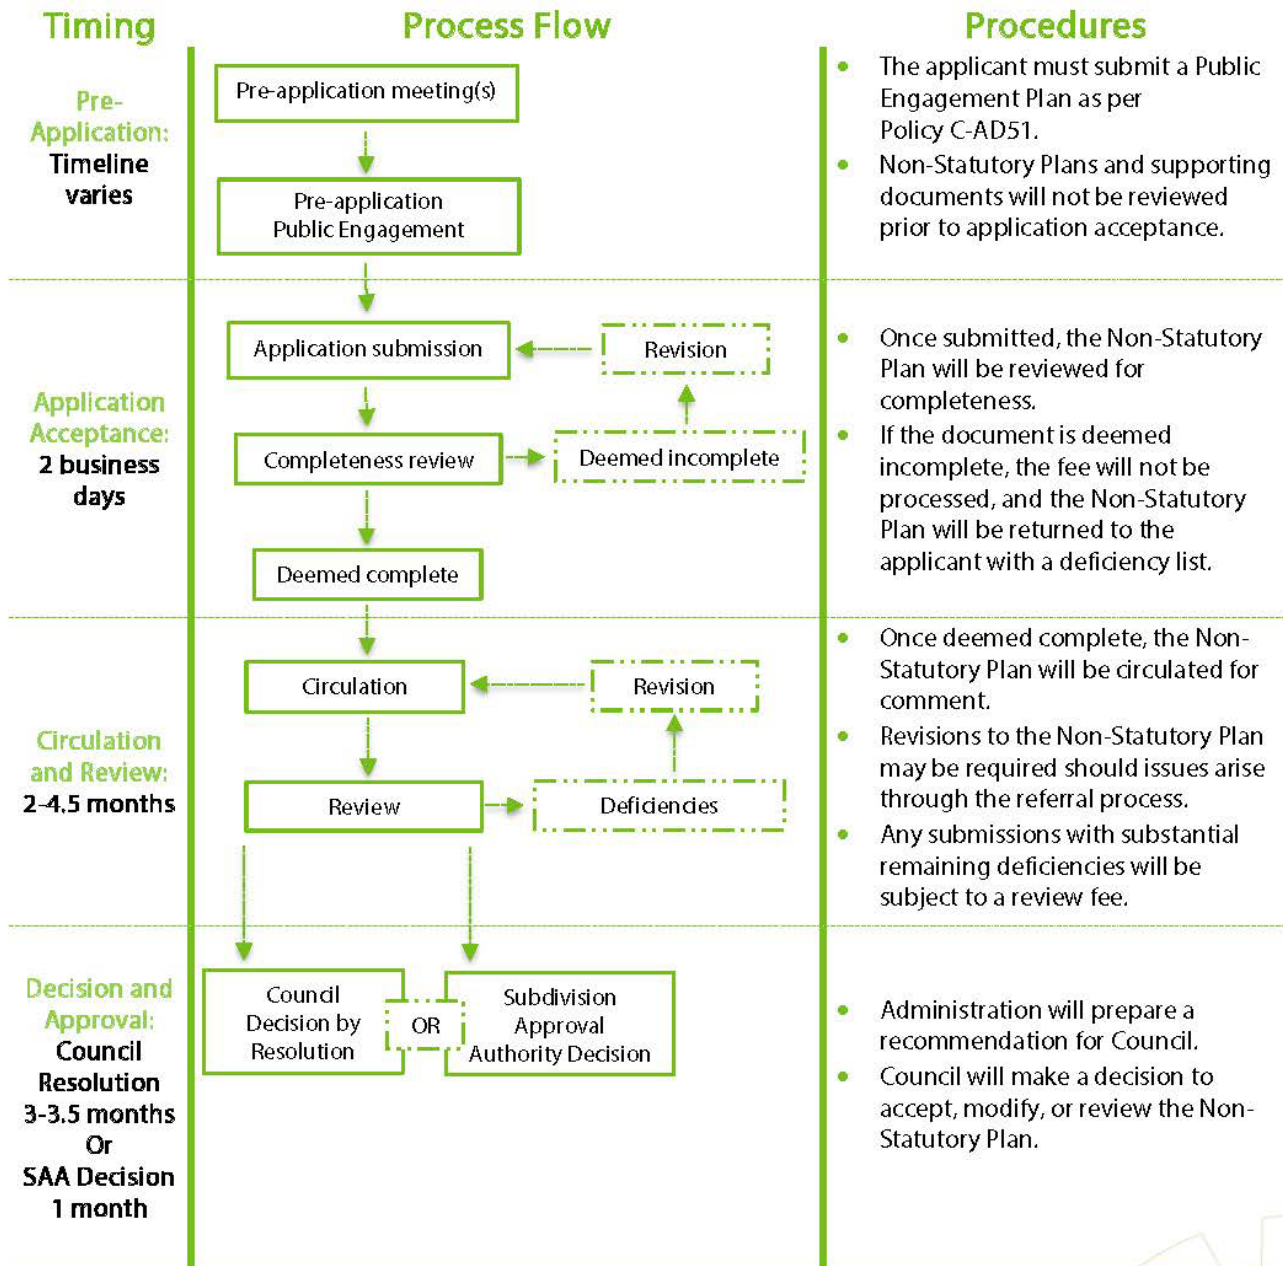 Timing
Process Flow
Procedures
Pre-
Application:
Timeline
varies
Pre-application meeting(s)
Pre-application
Public Engagement
• The applicant must submit a Public
Engagement Plan as per
Policy C-AD51.
• Non-Statutory Plans and supporting
documents will not be reviewed
prior to application acceptance.
Application
Acceptance:
2 business
days
Application submission
Revision
Completeness review
Deemed incomplete
Deemed complete
• Once submitted, the Non-Statutory
Plan will be reviewed for
completeness.
• If the document is deemed
incomplete, the fee will not be
processed, and the Non-Statutory
Plan will be returned to the
applicant with a deficiency list.
Circulation
and Review:
2-4.5 months
Circulation
Revision
Review
Deficiencies
• Once deemed complete, the Non-
Statutory Plan will be circulated for
comment.
• Revisions to the Non-Statutory Plan
may be required should issues arise
through the referral process.
• Any submissions with substantial
remaining deficiencies will be
subject to a review fee.
Decision and
Approval:
Council
Resolution
3-3.5 months
Or
SAA Decision
1 month
Council
Decision by
Resolution
OR
Subdivision
Approval
Authority Decision
• Administration will prepare a
recommendation for Council.
• Council will make a decision to
accept, modify, or review the Non-
Statutory Plan.